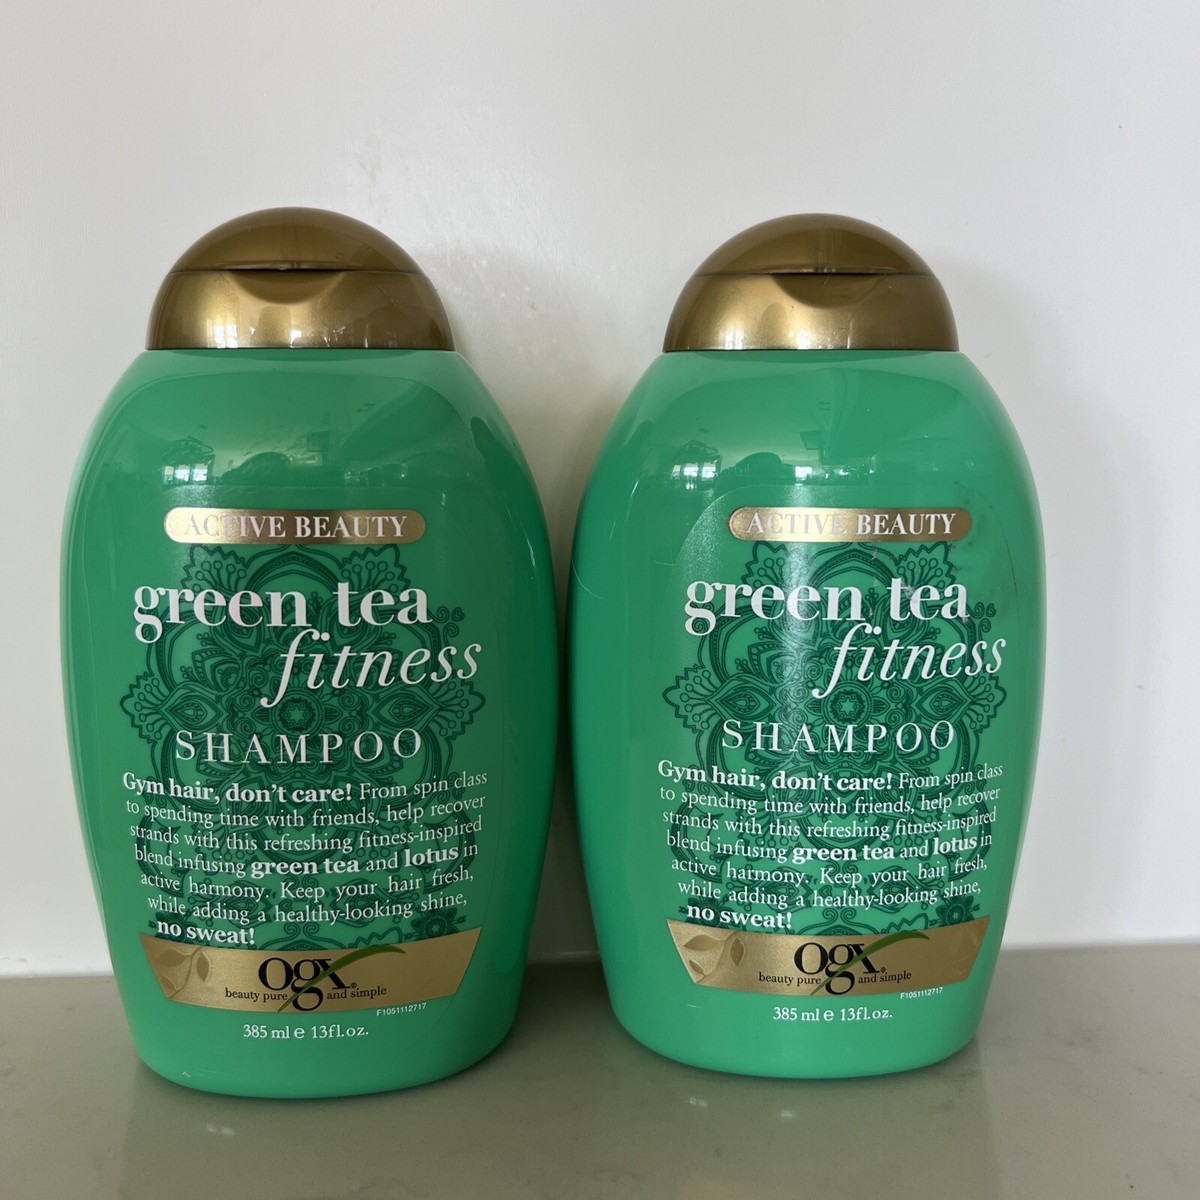 ACTIVE BEAUTY
green tea
fitness
SHAMPOO
Gym hair, don't care! From spin class
to spending time with friends, help recover
strands with this refreshing fitness-inspired
blend infusing green tea and lotus in
active harmony. Keep your hair fresh,
while adding a healthy-looking shine,
no sweat!
ogx®
beauty pure and simple
F1051112717
385 ml e 13fl.oz.
ACTIVE BEAUTY
green tea
fitness
SHAMPOO
Gym hair, don't care! From spin class
to spending time with friends, help recover
strands with this refreshing fitness-inspired
blend infusing green tea and lotus in
active harmony. Keep your hair fresh,
while adding a healthy-looking shine,
no sweat!
ogx®
beauty pure and simple
F1051112717
385 ml e 13fl.oz.